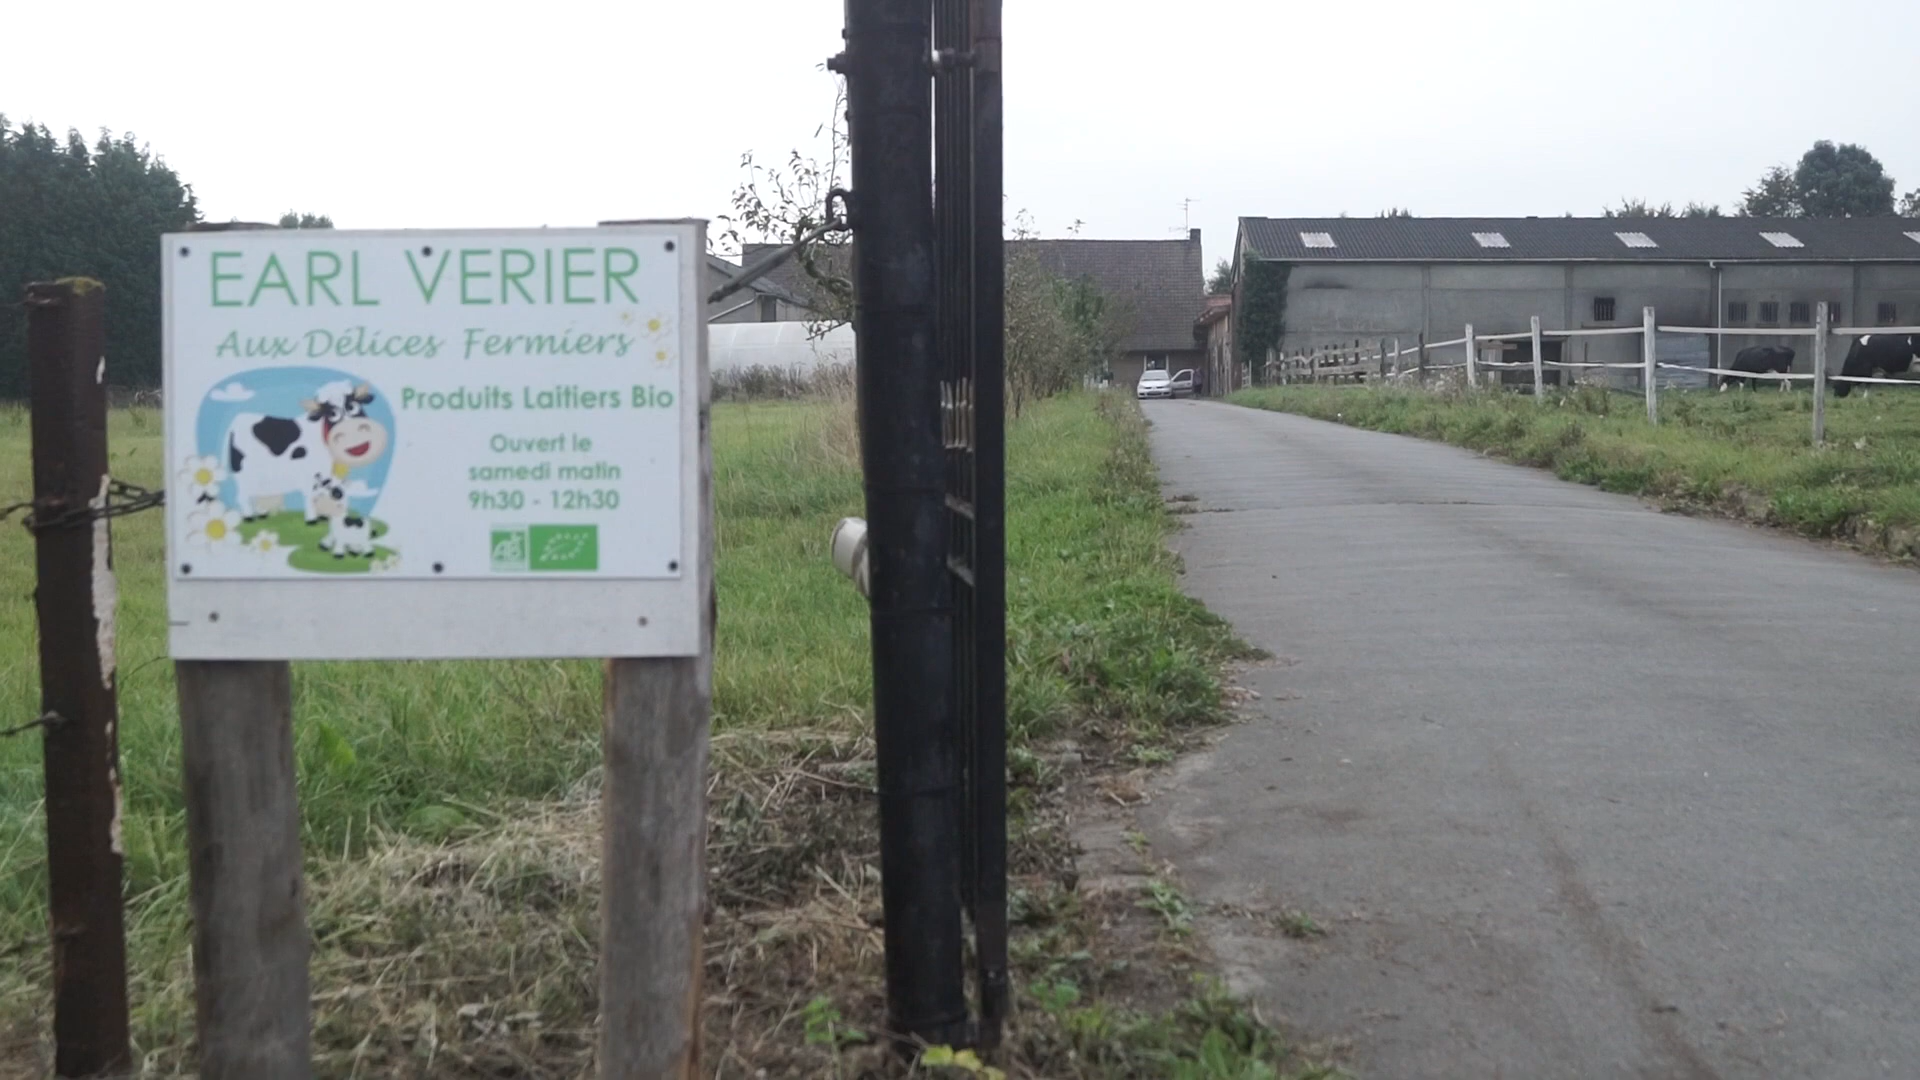 EARL VERIER
Aux Délices Fermiers
Produits Laitiers Bio
Ouvert le
samedi matin
9h30 - 12h30
AB